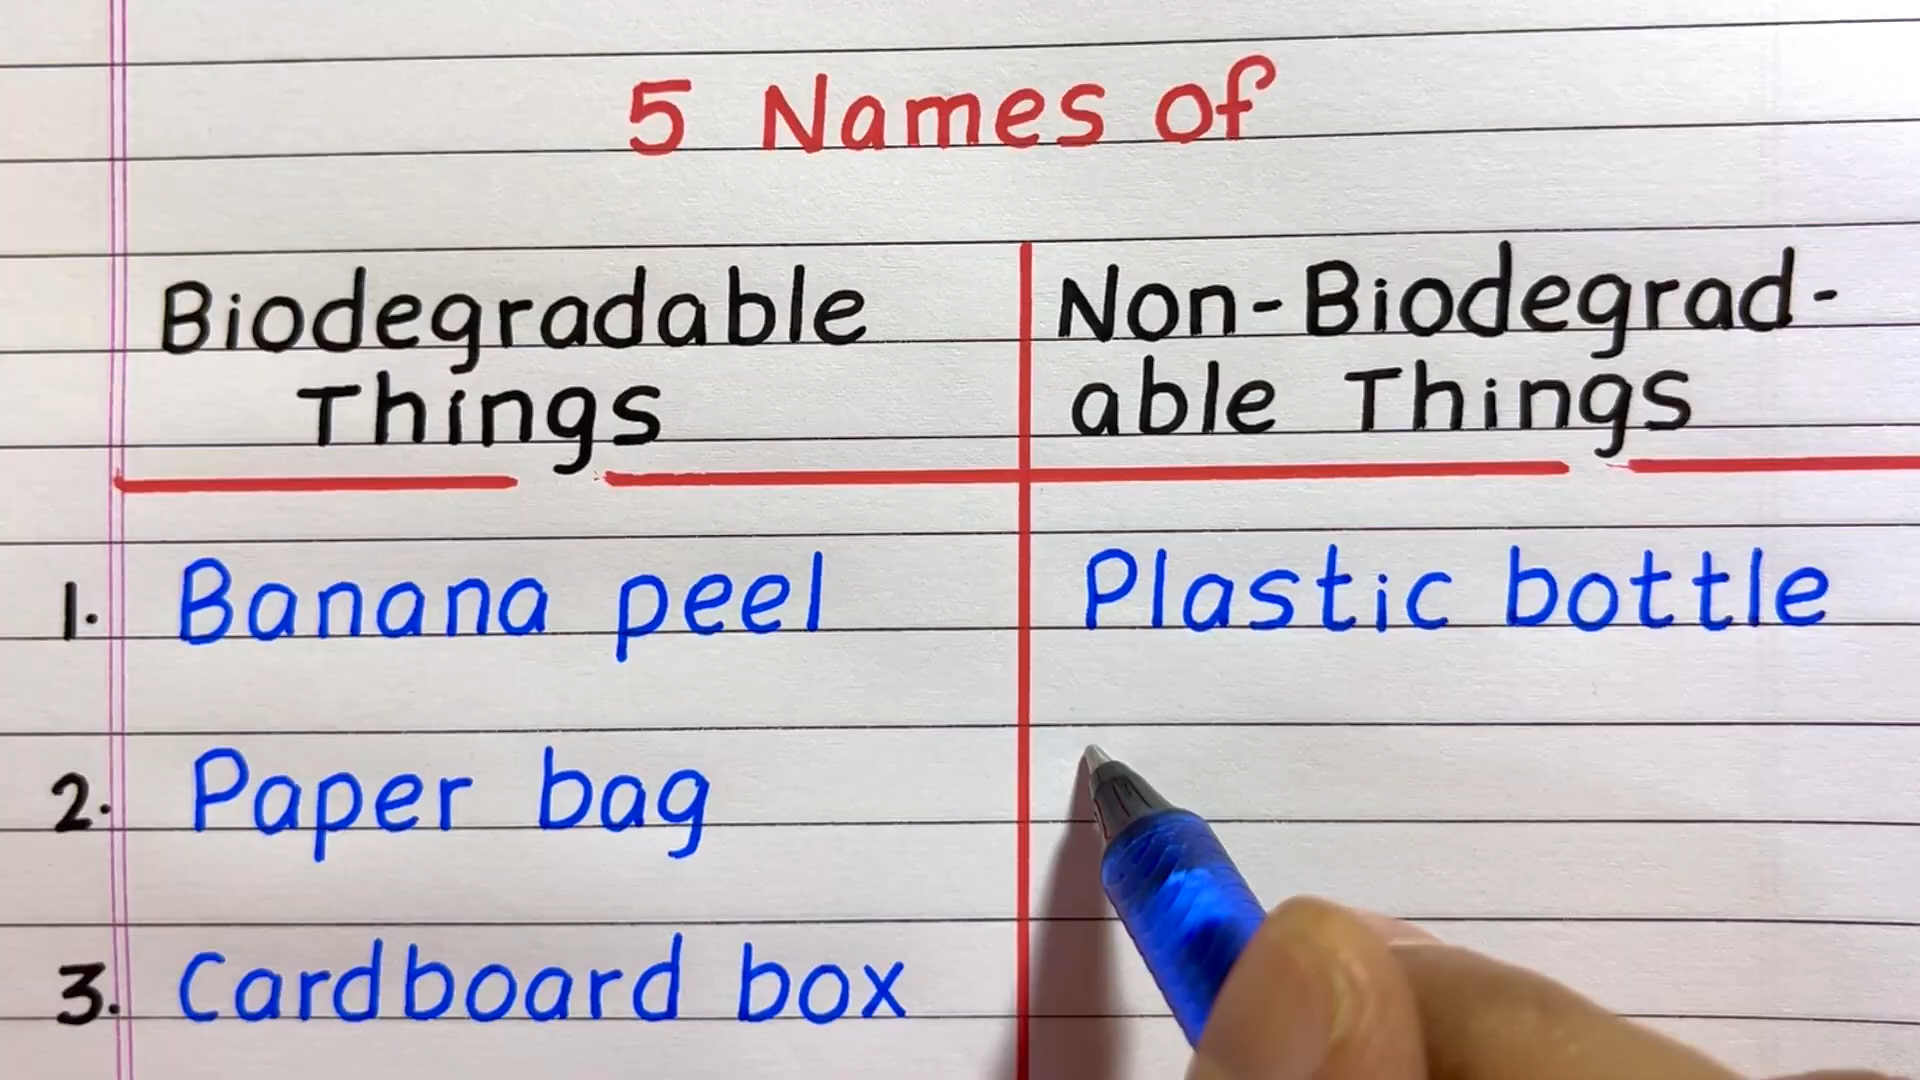 5 Names of
Biodegradable Things
Non-Biodegrad-
able Things
1. Banana peel
Plastic bottle
2. Paper bag
3. Cardboard box